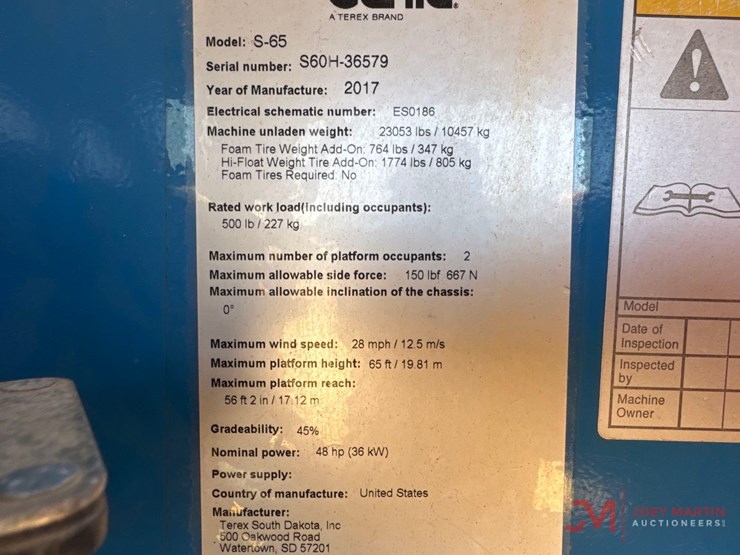 Genie.
A TEREX BRAND
Model: S-65
Serial number: S60H-36579
Year of Manufacture: 2017
Electrical schematic number: ES0186
Machine unladen weight: 23053 lbs / 10457 kg
Foam Tire Weight Add-On: 764 lbs / 347 kg
Hi-Float Weight Tire Add-On: 1774 lbs / 805 kg
Foam Tires Required: No
Rated work load(including occupants):
500 lb / 227 kg
Maximum number of platform occupants: 2
Maximum allowable side force: 150 lbf 667 N
Maximum allowable inclination of the chassis:
0°
Maximum wind speed: 28 mph / 12.5 m/s
Maximum platform height: 65 ft / 19.81 m
Maximum platform reach:
56 ft 2 in / 17.12 m
Gradeability: 45%
Nominal power: 48 hp (36 kW)
Power supply:
Country of manufacture: United States
Manufacturer:
Terex South Dakota, Inc
500 Oakwood Road
Watertown, SD 57201
Model
Date of
Inspection
Inspected
by
Machine
Owner
JOEY MARTIN
AUCTIONEERS